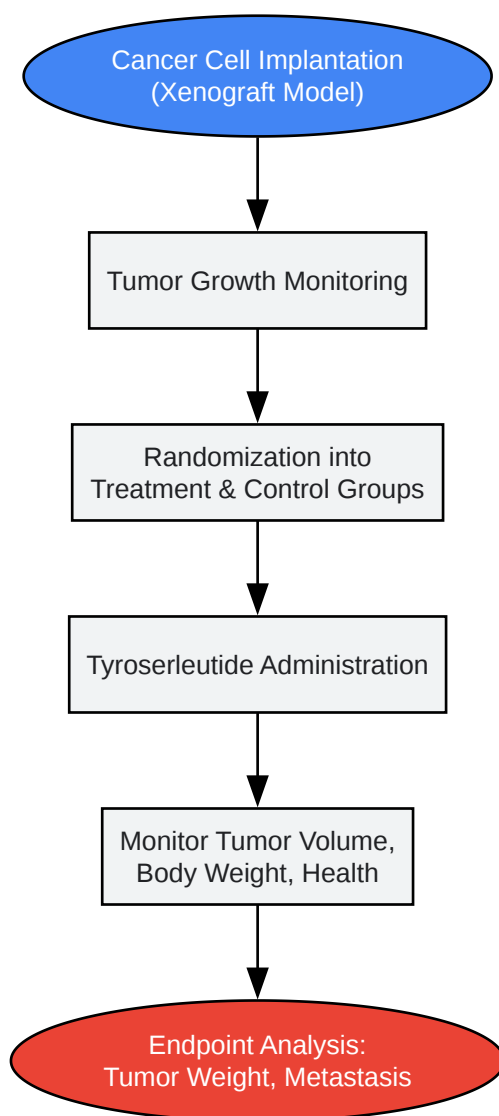 Cancer Cell Implantation
(Xenograft Model)
Tumor Growth Monitoring
Randomization into
Treatment & Control Groups
Tyroserleutide Administration
Monitor Tumor Volume,
Body Weight, Health
Endpoint Analysis:
Tumor Weight, Metastasis